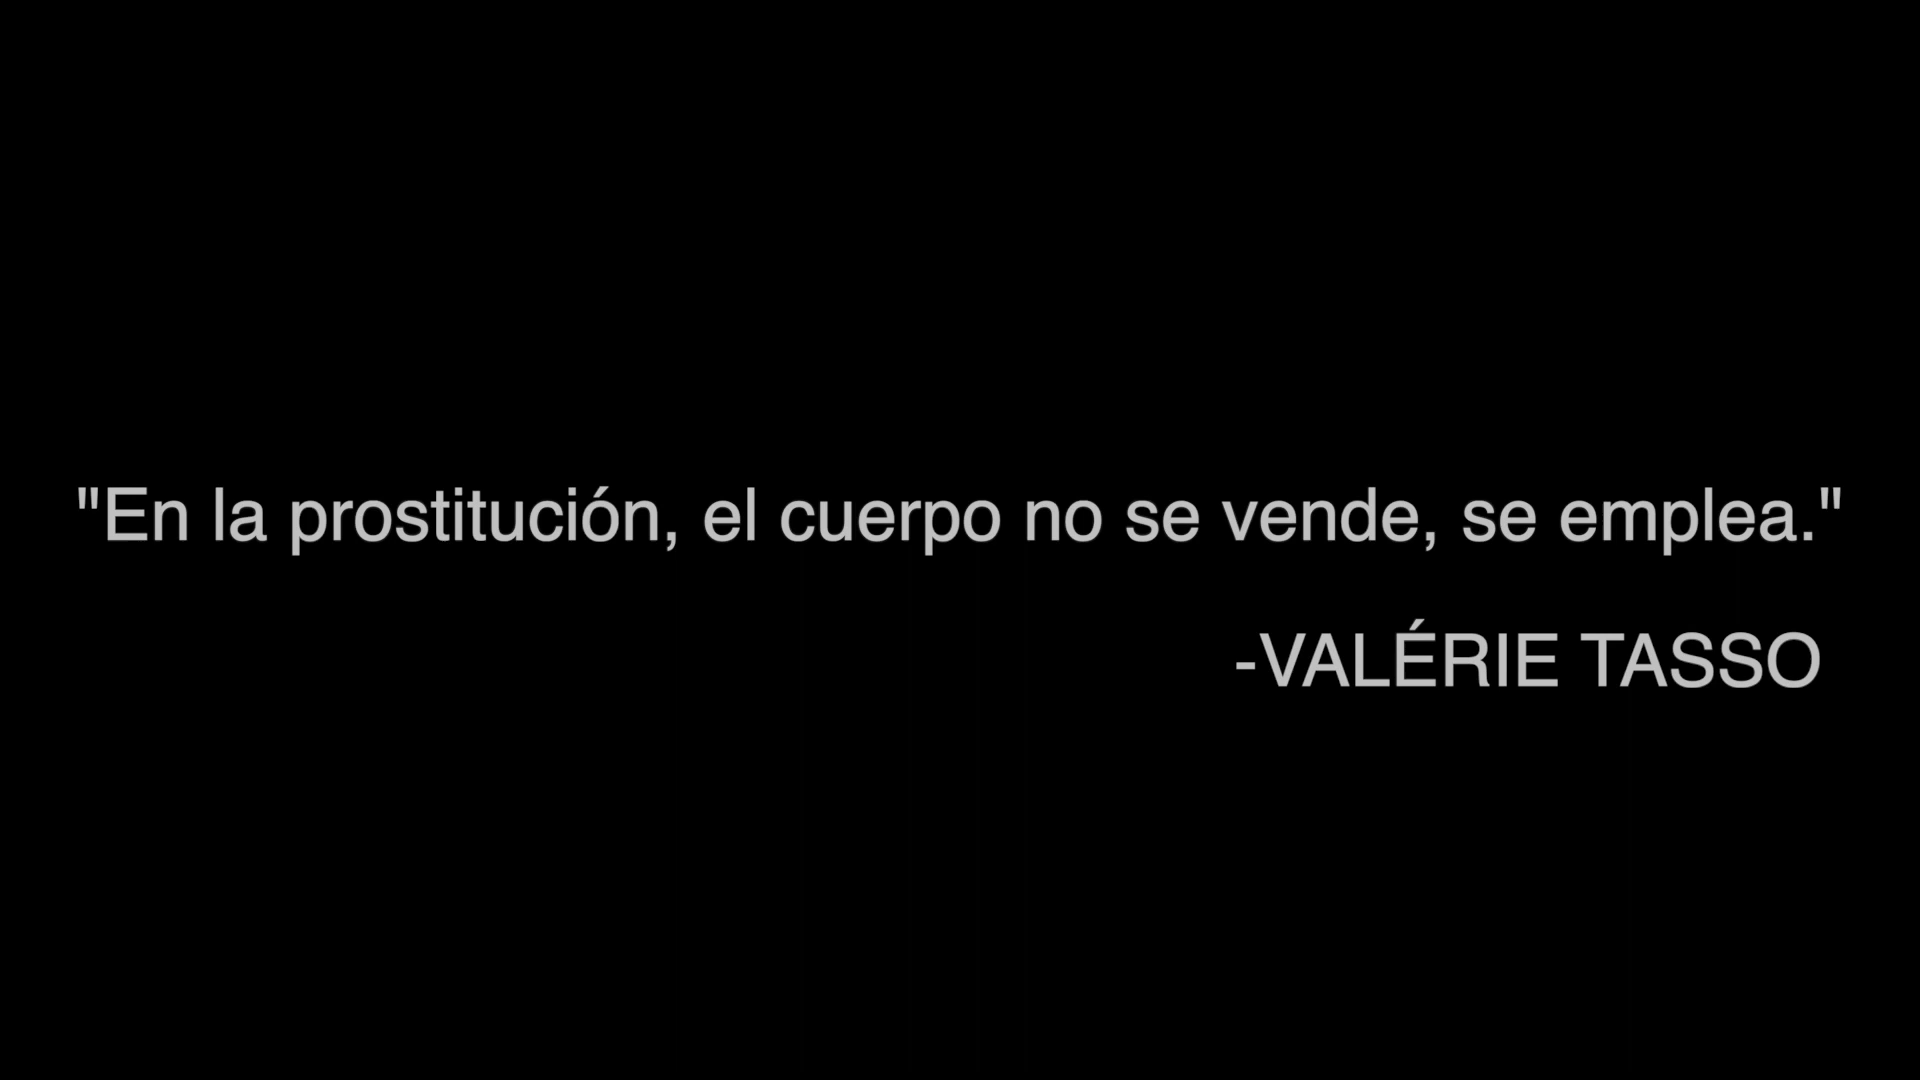 "En la prostitución, el cuerpo no se vende, se emplea."
-VALÉRIE TASSO